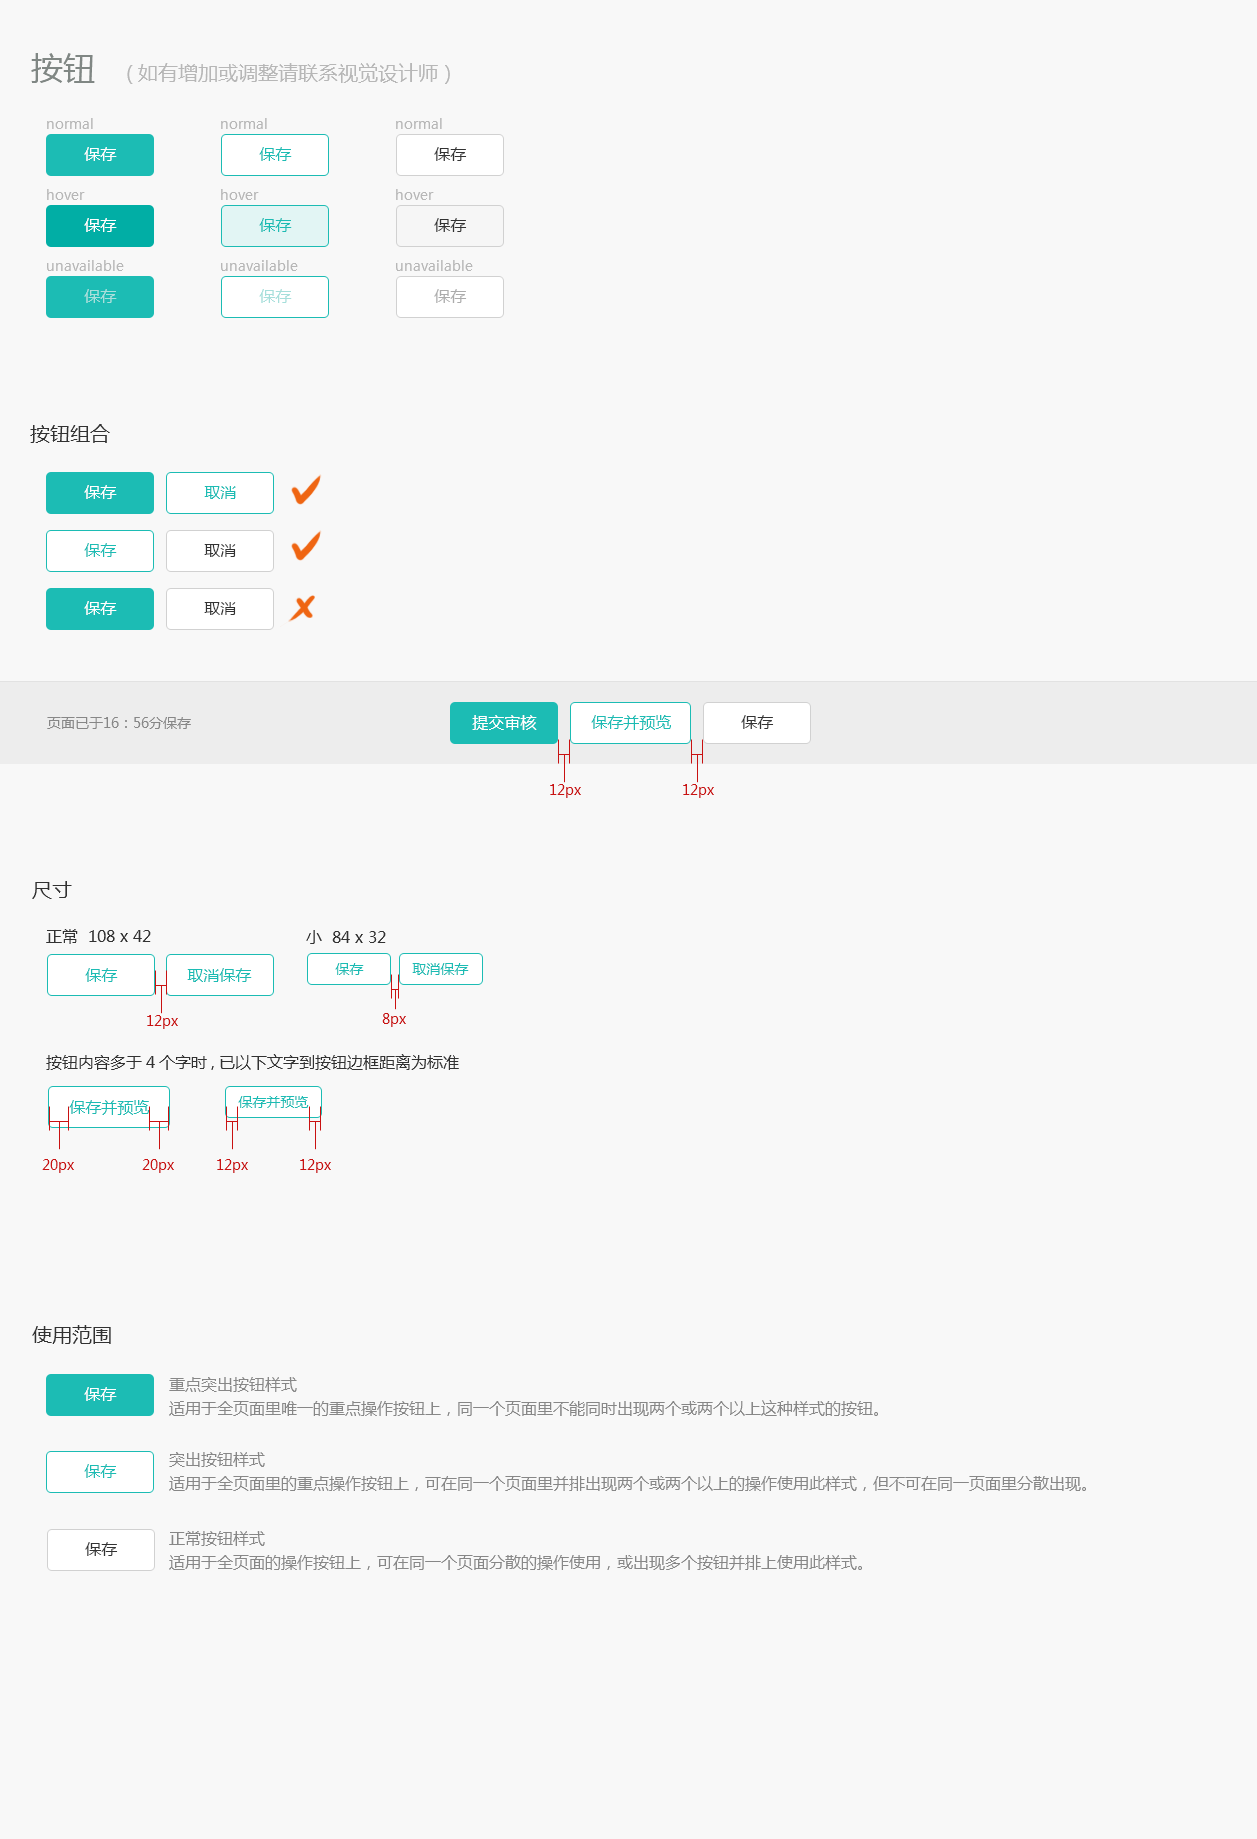 按钮 ( 如有增加或调整请联系视觉设计师 )
normal normal normal
保存 保存 保存
hover hover hover
保存 保存 保存
unavailable unavailable unavailable
保存 保存 保存
按钮组合
保存 取消
保存 取消
保存 取消
页面已于16：56分保存 提交审核 保存并预览 保存
12px 12px
尺寸
正常 108 x 42 小 84 x 32
保存 取消保存 保存 取消保存
12px 8px
按钮内容多于 4 个字时 , 已以下文字到按钮边框距离为标准
保存并预览 保存并预览
20px 20px 12px 12px
使用范围
保存 重点突出按钮样式
适用于全页面里唯一的重点操作按钮上，同一个页面里不能同时出现两个或两个以上这种样式的按钮。
保存 突出按钮样式
适用于全页面里的重点操作按钮上，可在同一个页面里并排出现两个或两个以上的操作使用此样式，但不可在同一页面里分散出现。
保存 正常按钮样式
适用于全页面的操作按钮上，可在同一个页面分散的操作使用，或出现多个按钮并排上使用此样式。